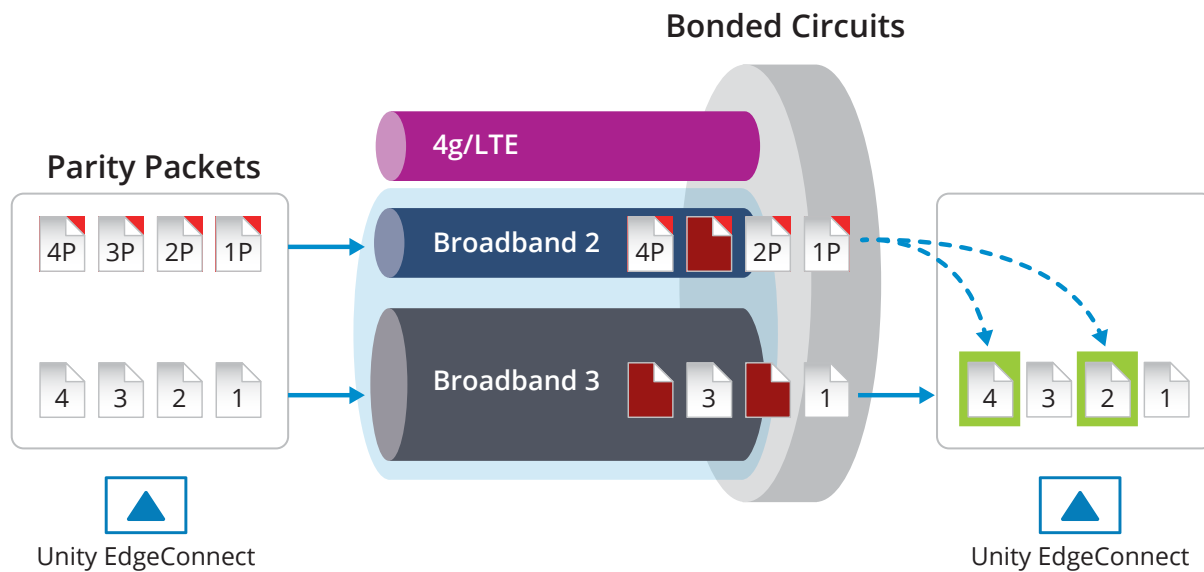 Bonded Circuits
Parity Packets
4g/LTE
4P 3P 2P 1P
Broadband 2
4P 2P 1P
4 3 2 1
Broadband 3
3 1
4 3 2 1
Unity EdgeConnect
Unity EdgeConnect